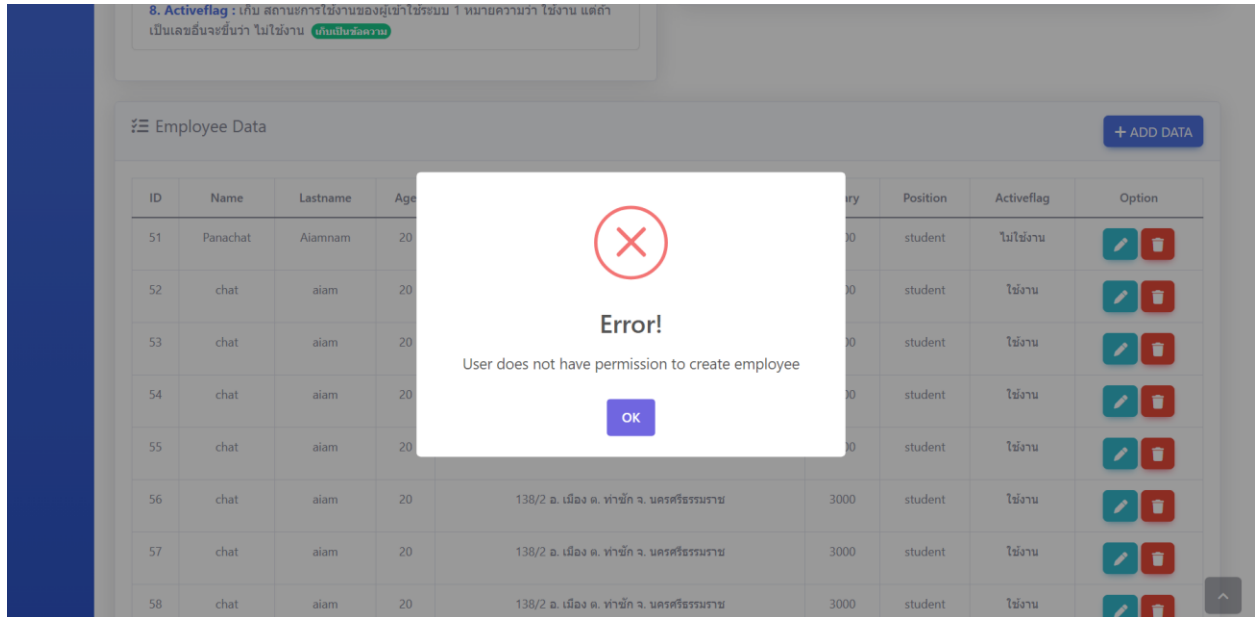 8. Activeflag : เก็บ สถานะการใช้งานของผู้เข้าใช้ระบบ 1 หมายความว่า ใช้งาน แต่ถ้า
เป็นเลขอื่นจะขึ้นว่า ไม่ใช้งาน เก็บเป็นข้อความ
Employee Data
+ ADD DATA
ID Name Lastname Age Position Activeflag Option
51 Panachat Aiamnam 20 student ไม่ใช้งาน
52 chat aiam 20 student ใช้งาน
53 chat aiam 20 student ใช้งาน
54 chat aiam 20 student ใช้งาน
55 chat aiam 20 student ใช้งาน
56 chat aiam 20 138/2 อ. เมือง ต. ท่าซัก จ. นครศรีธรรมราช 3000 student ใช้งาน
57 chat aiam 20 138/2 อ. เมือง ต. ท่าซัก จ. นครศรีธรรมราช 3000 student ใช้งาน
58 chat aiam 20 138/2 อ. เมือง ต. ท่าซัก จ. นครศรีธรรมราช 3000 student ใช้งาน
Error!
User does not have permission to create employee
OK